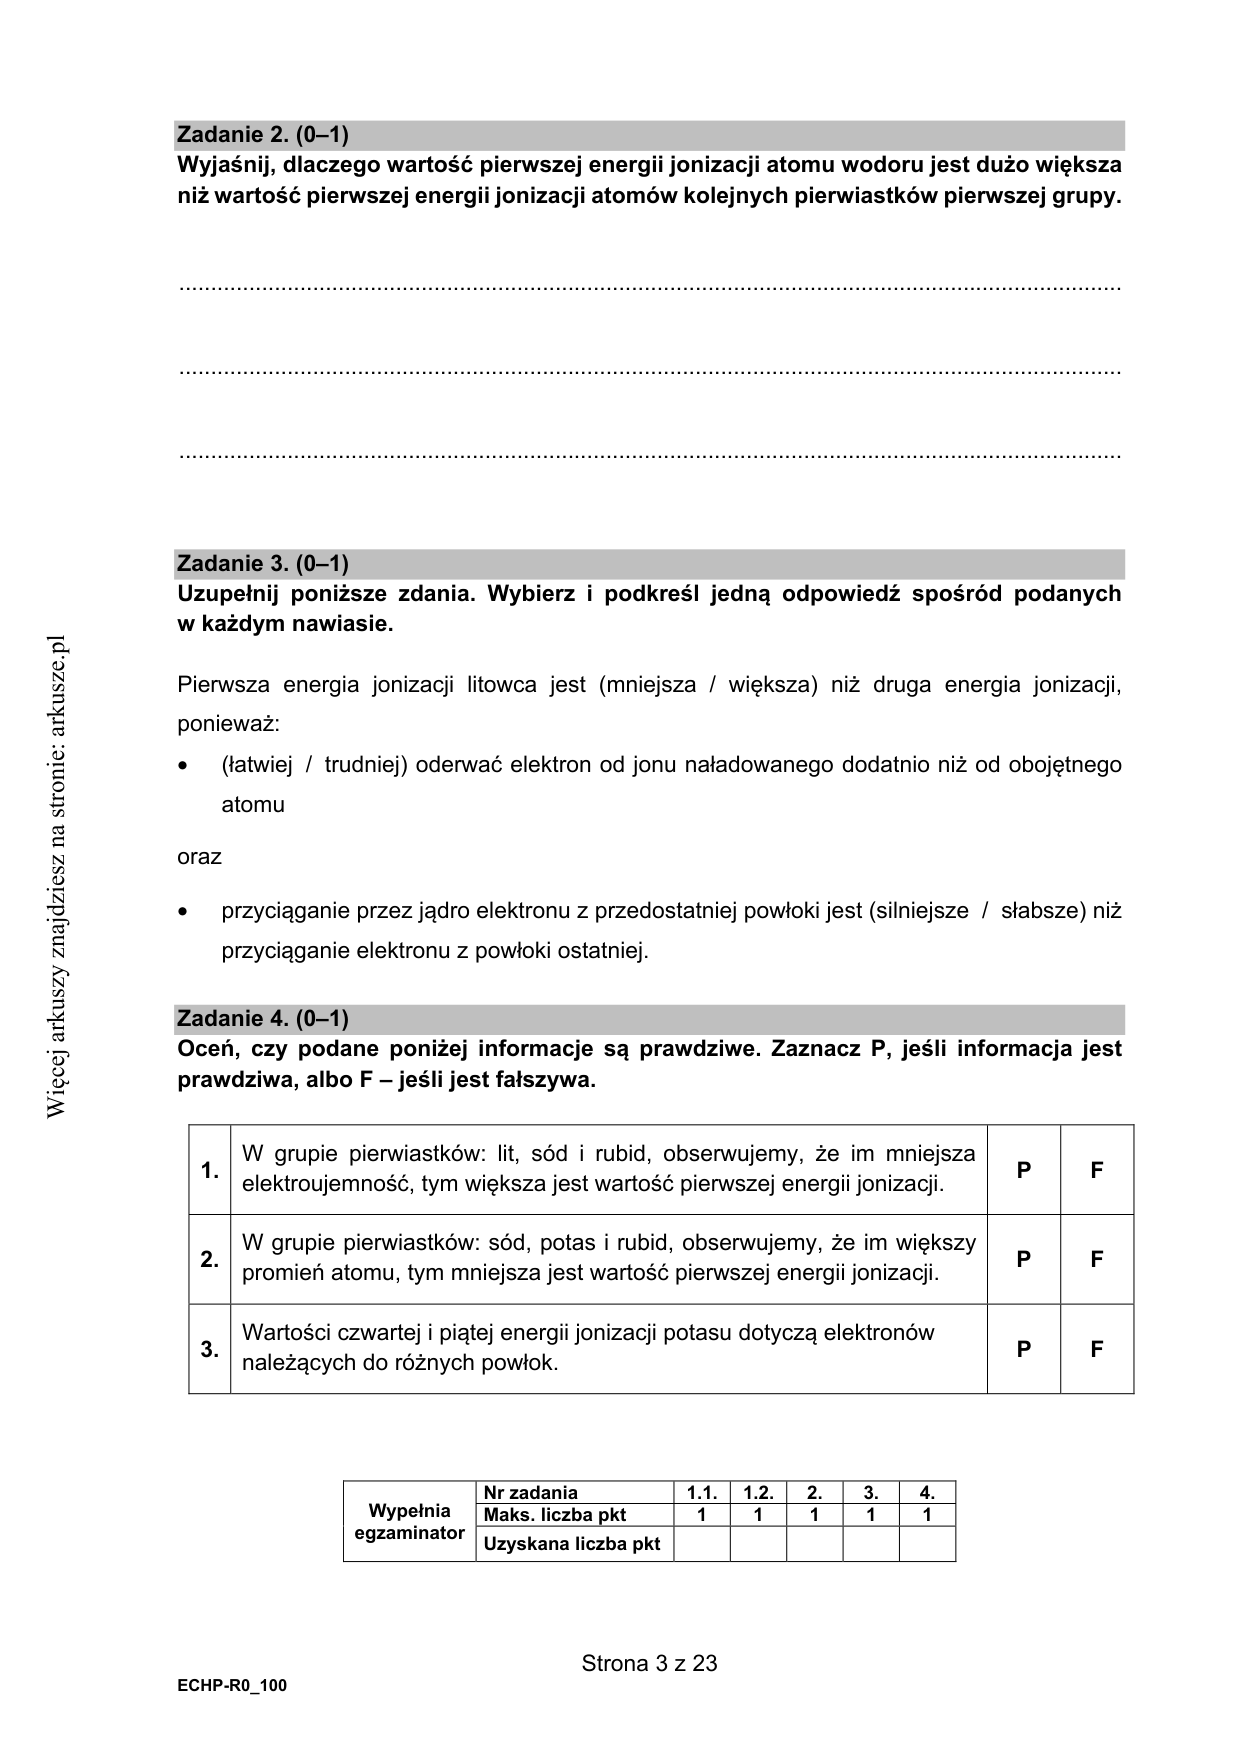 Zadanie 2. (0–1)
Wyjaśnij, dlaczego wartość pierwszej energii jonizacji atomu wodoru jest dużo większa
niż wartość pierwszej energii jonizacji atomów kolejnych pierwiastków pierwszej grupy.
Zadanie 3. (0–1)
Uzupełnij poniższe zdania. Wybierz i podkreśl jedną odpowiedź spośród podanych
w każdym nawiasie.
Pierwsza energia jonizacji litowca jest (mniejsza / większa) niż druga energia jonizacji,
ponieważ:
• (łatwiej / trudniej) oderwać elektron od jonu naładowanego dodatnio niż od obojętnego
atomu
oraz
• przyciąganie przez jądro elektronu z przedostatniej powłoki jest (silniejsze / słabsze) niż
przyciąganie elektronu z powłoki ostatniej.
Zadanie 4. (0–1)
Oceń, czy podane poniżej informacje są prawdziwe. Zaznacz P, jeśli informacja jest
prawdziwa, albo F – jeśli jest fałszywa.
1. W grupie pierwiastków: lit, sód i rubid, obserwujemy, że im mniejsza
elektroujemność, tym większa jest wartość pierwszej energii jonizacji. P F
2. W grupie pierwiastków: sód, potas i rubid, obserwujemy, że im większy
promień atomu, tym mniejsza jest wartość pierwszej energii jonizacji. P F
3. Wartości czwartej i piątej energii jonizacji potasu dotyczą elektronów
należących do różnych powłok. P F
Wypełnia
egzaminator
Nr zadania 1.1. 1.2. 2. 3. 4.
Maks. liczba pkt 1 1 1 1 1
Uzyskana liczba pkt
Strona 3 z 23
ECHP-R0_100
Więcej arkuszy znajdziesz na stronie: arkusze.pl